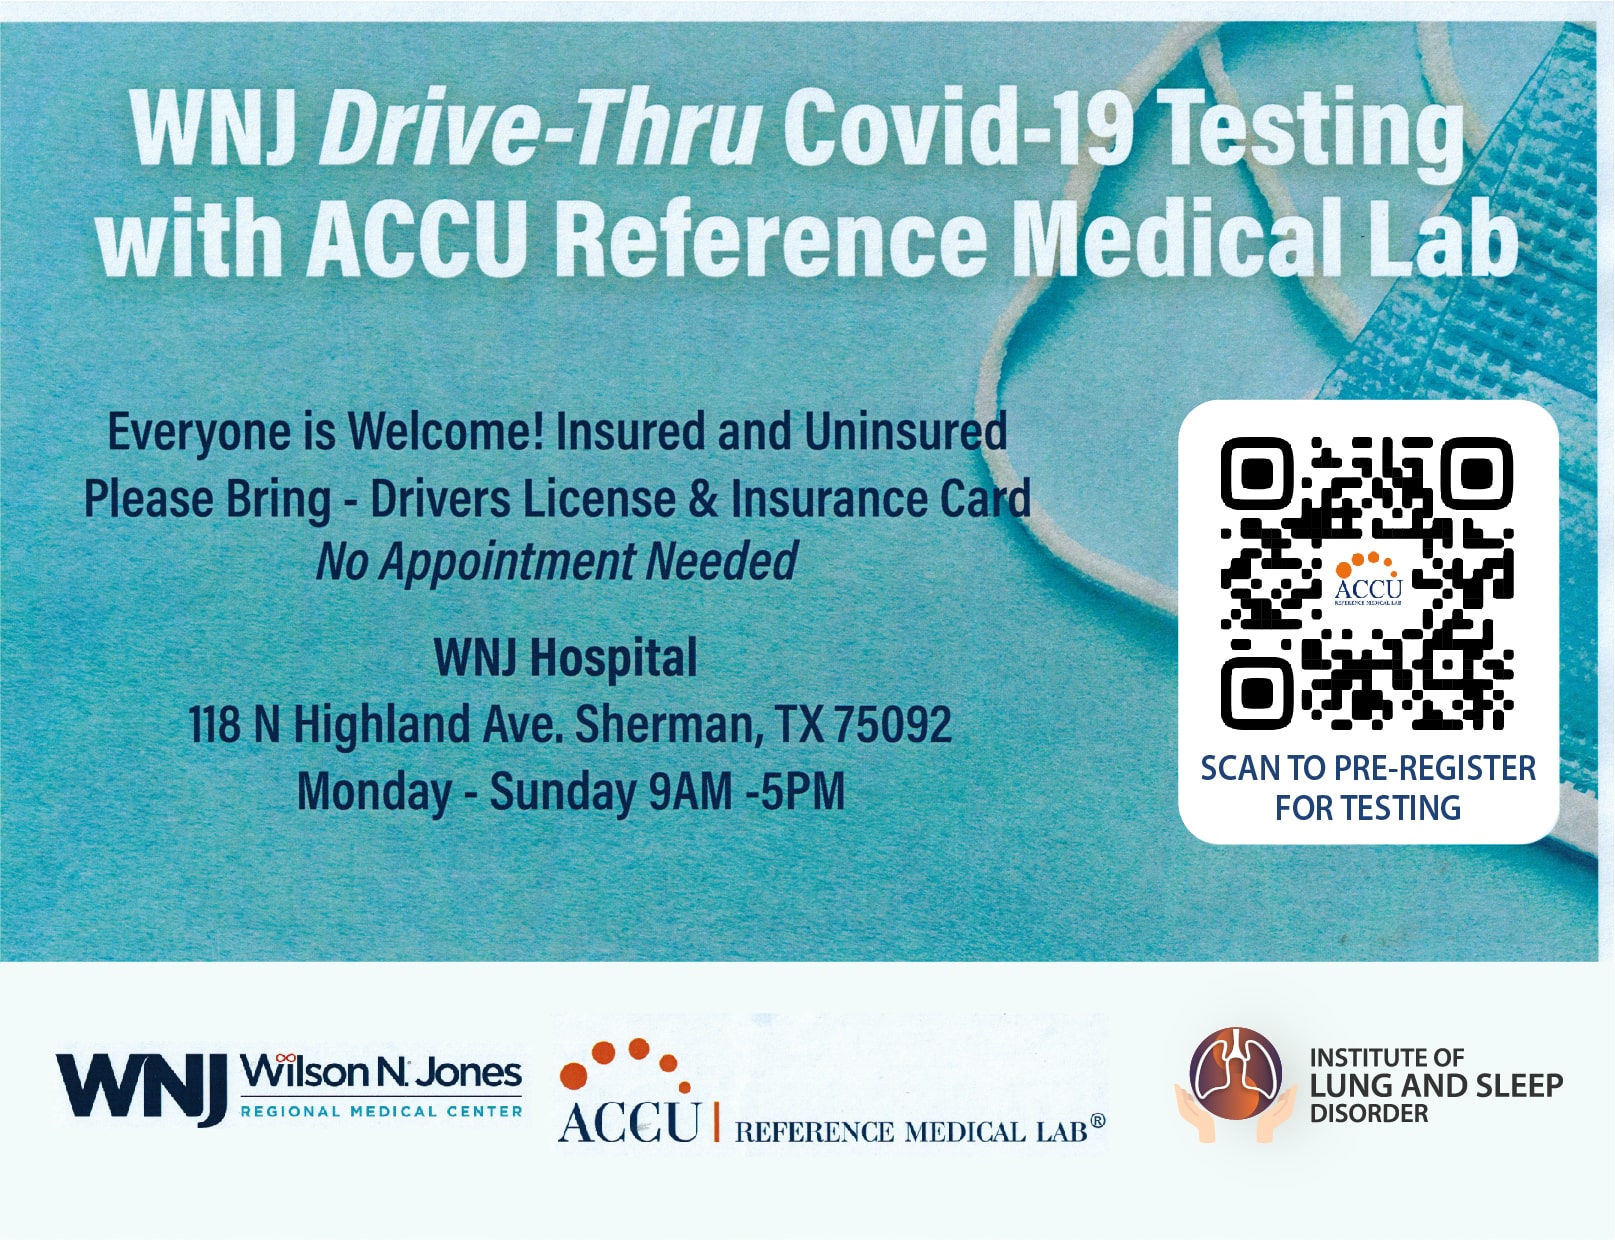 WNJ Drive-Thru Covid-19 Testing
with ACCU Reference Medical Lab
Everyone is Welcome! Insured and Uninsured
Please Bring - Drivers License & Insurance Card
No Appointment Needed
WNJ Hospital
118 N Highland Ave. Sherman, TX 75092
Monday - Sunday 9AM -5PM
ACCU
REFERENCE MEDICAL LAB
SCAN TO PRE-REGISTER
FOR TESTING
WNJ Wilson N. Jones
REGIONAL MEDICAL CENTER
ACCU | REFERENCE MEDICAL LAB®
INSTITUTE OF
LUNG AND SLEEP
DISORDER